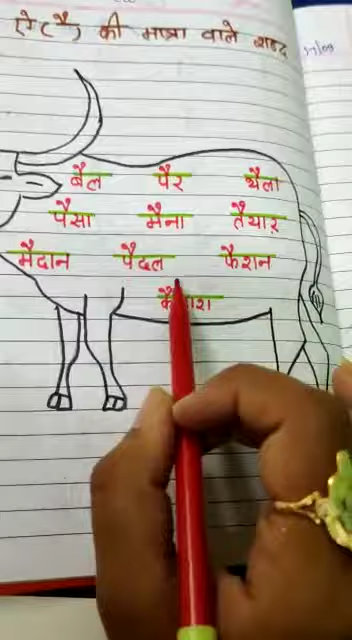 ऐ(ै) की मात्रा वाले शब्द
बैल पैर थैला
पैसा मैना तैयार
मैदान पैदल फैशन